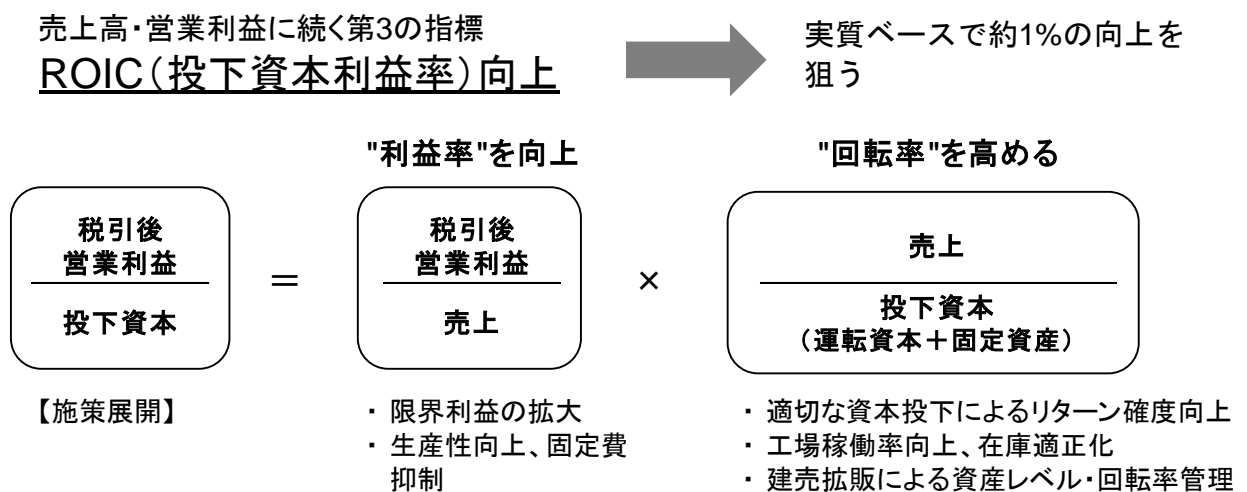 売上高・営業利益に続く第3の指標
ROIC(投下資本利益率)向上
実質ベースで約1%の向上を
狙う
"利益率"を向上
"回転率"を高める
税引後
営業利益
投下資本
＝
税引後
営業利益
売上
×
売上
投下資本
(運転資本＋固定資産)
【施策展開】
・ 限界利益の拡大
・ 生産性向上、固定費
抑制
・ 適切な資本投下によるリターン確度向上
・ 工場稼働率向上、在庫適正化
・ 建売拡販による資産レベル・回転率管理